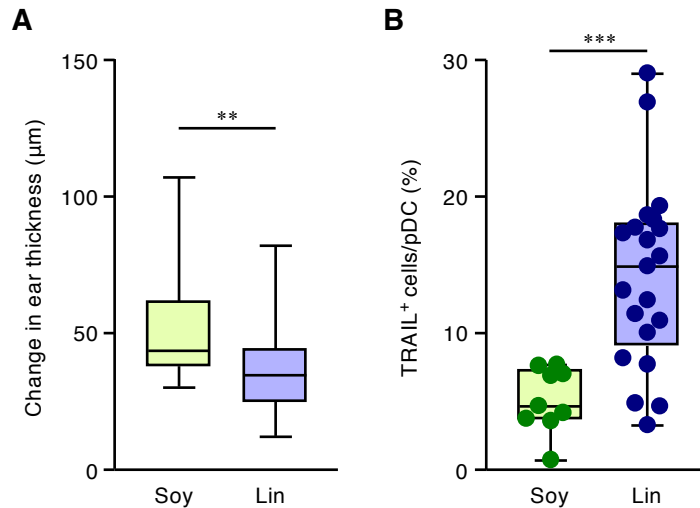 A
Change in ear thickness (μm)
150
100
50
0
**
Soy Lin
B
TRAIL⁺ cells/pDC (%)
30
20
10
0
***
Soy Lin